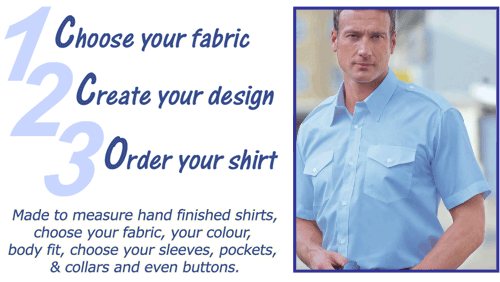 1 Choose your fabric
2 Create your design
3 Order your shirt
Made to measure hand finished shirts,
choose your fabric, your colour,
body fit, choose your sleeves, pockets,
& collars and even buttons.